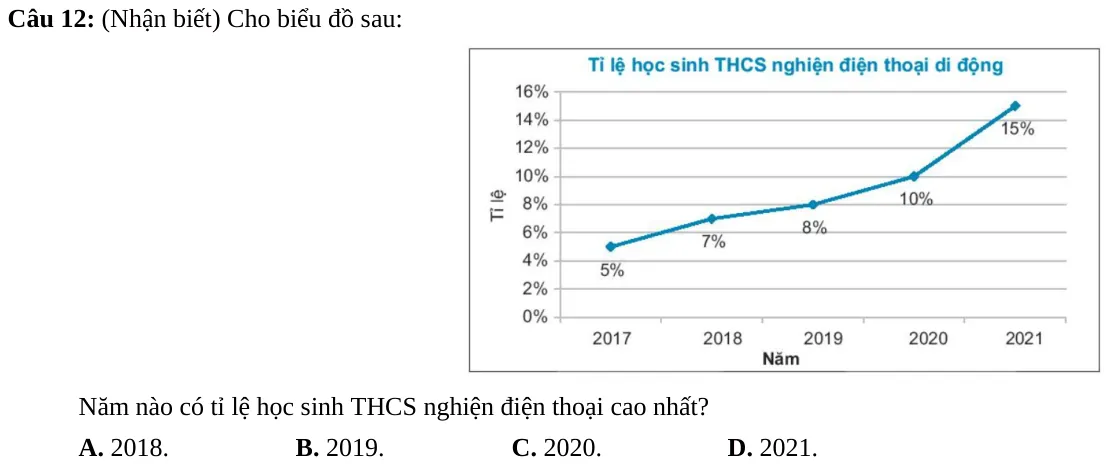 Câu 12: (Nhận biết) Cho biểu đồ sau:
Tỉ lệ học sinh THCS nghiện điện thoại di động
16%
14%
12%
10%
8%
6%
4%
2%
0%
Tỉ lệ
5%
7%
8%
10%
15%
2017 2018 2019 2020 2021
Năm
Năm nào có tỉ lệ học sinh THCS nghiện điện thoại cao nhất?
A. 2018. B. 2019. C. 2020. D. 2021.